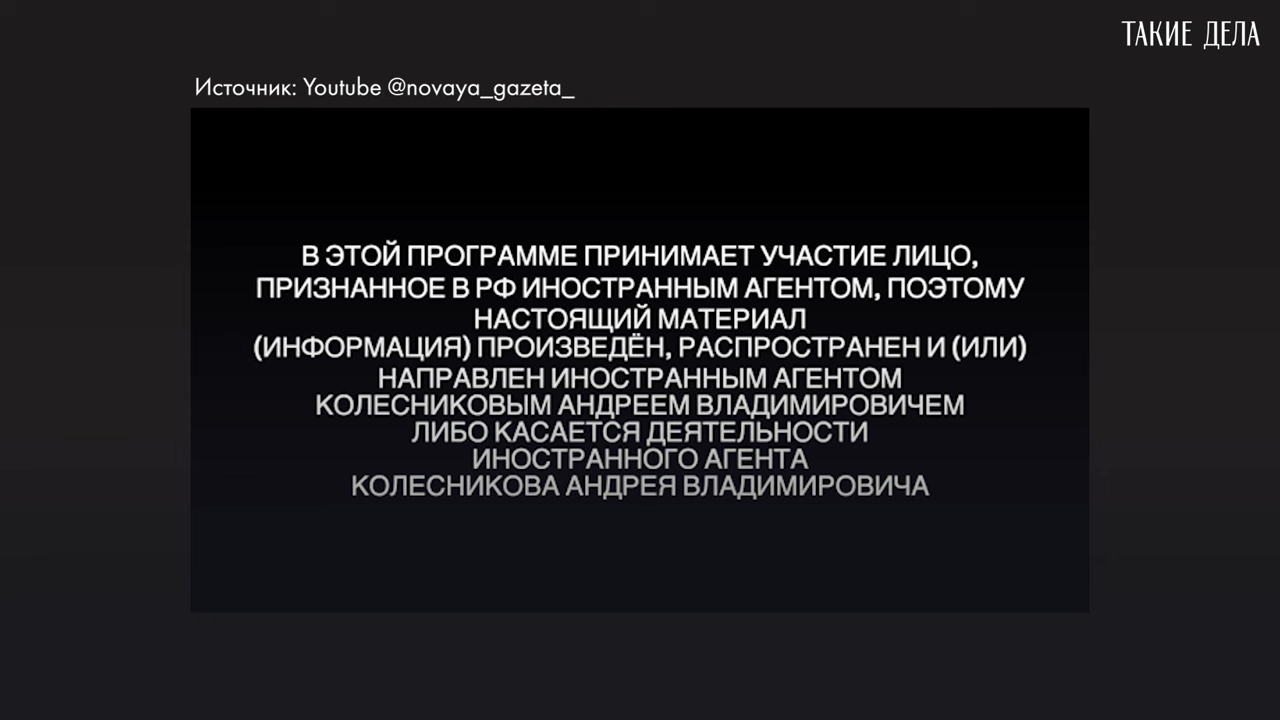 ТАКИЕ ДЕЛА
Источник: Youtube @novaya_gazeta_
В ЭТОЙ ПРОГРАММЕ ПРИНИМАЕТ УЧАСТИЕ ЛИЦО,
ПРИЗНАННОЕ В РФ ИНОСТРАННЫМ АГЕНТОМ, ПОЭТОМУ
НАСТОЯЩИЙ МАТЕРИАЛ
(ИНФОРМАЦИЯ) ПРОИЗВЕДЁН, РАСПРОСТРАНЕН И (ИЛИ)
НАПРАВЛЕН ИНОСТРАННЫМ АГЕНТОМ
КОЛЕСНИКОВЫМ АНДРЕЕМ ВЛАДИМИРОВИЧЕМ
ЛИБО КАСАЕТСЯ ДЕЯТЕЛЬНОСТИ
ИНОСТРАННОГО АГЕНТА
КОЛЕСНИКОВА АНДРЕЯ ВЛАДИМИРОВИЧА